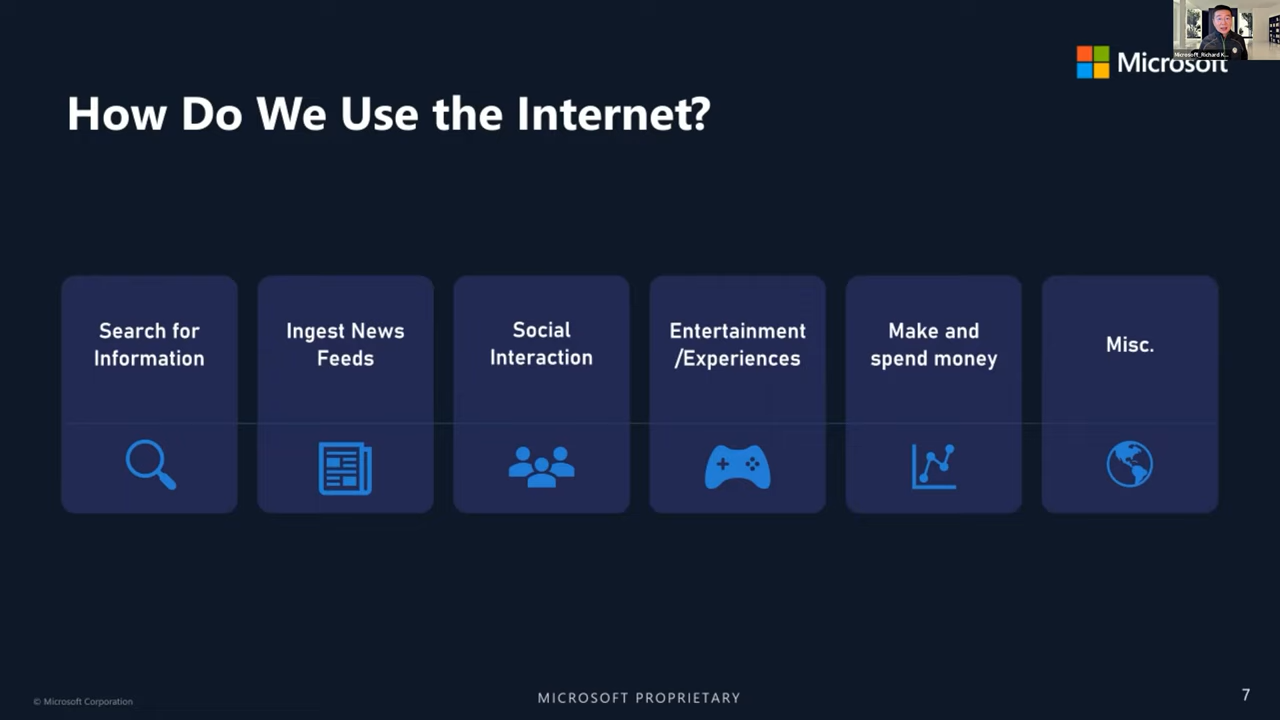 Microsoft_Richard K...
Microsoft
How Do We Use the Internet?
Search for
Information
Ingest News
Feeds
Social
Interaction
Entertainment
/Experiences
Make and
spend money
Misc.
© Microsoft Corporation
MICROSOFT PROPRIETARY
7